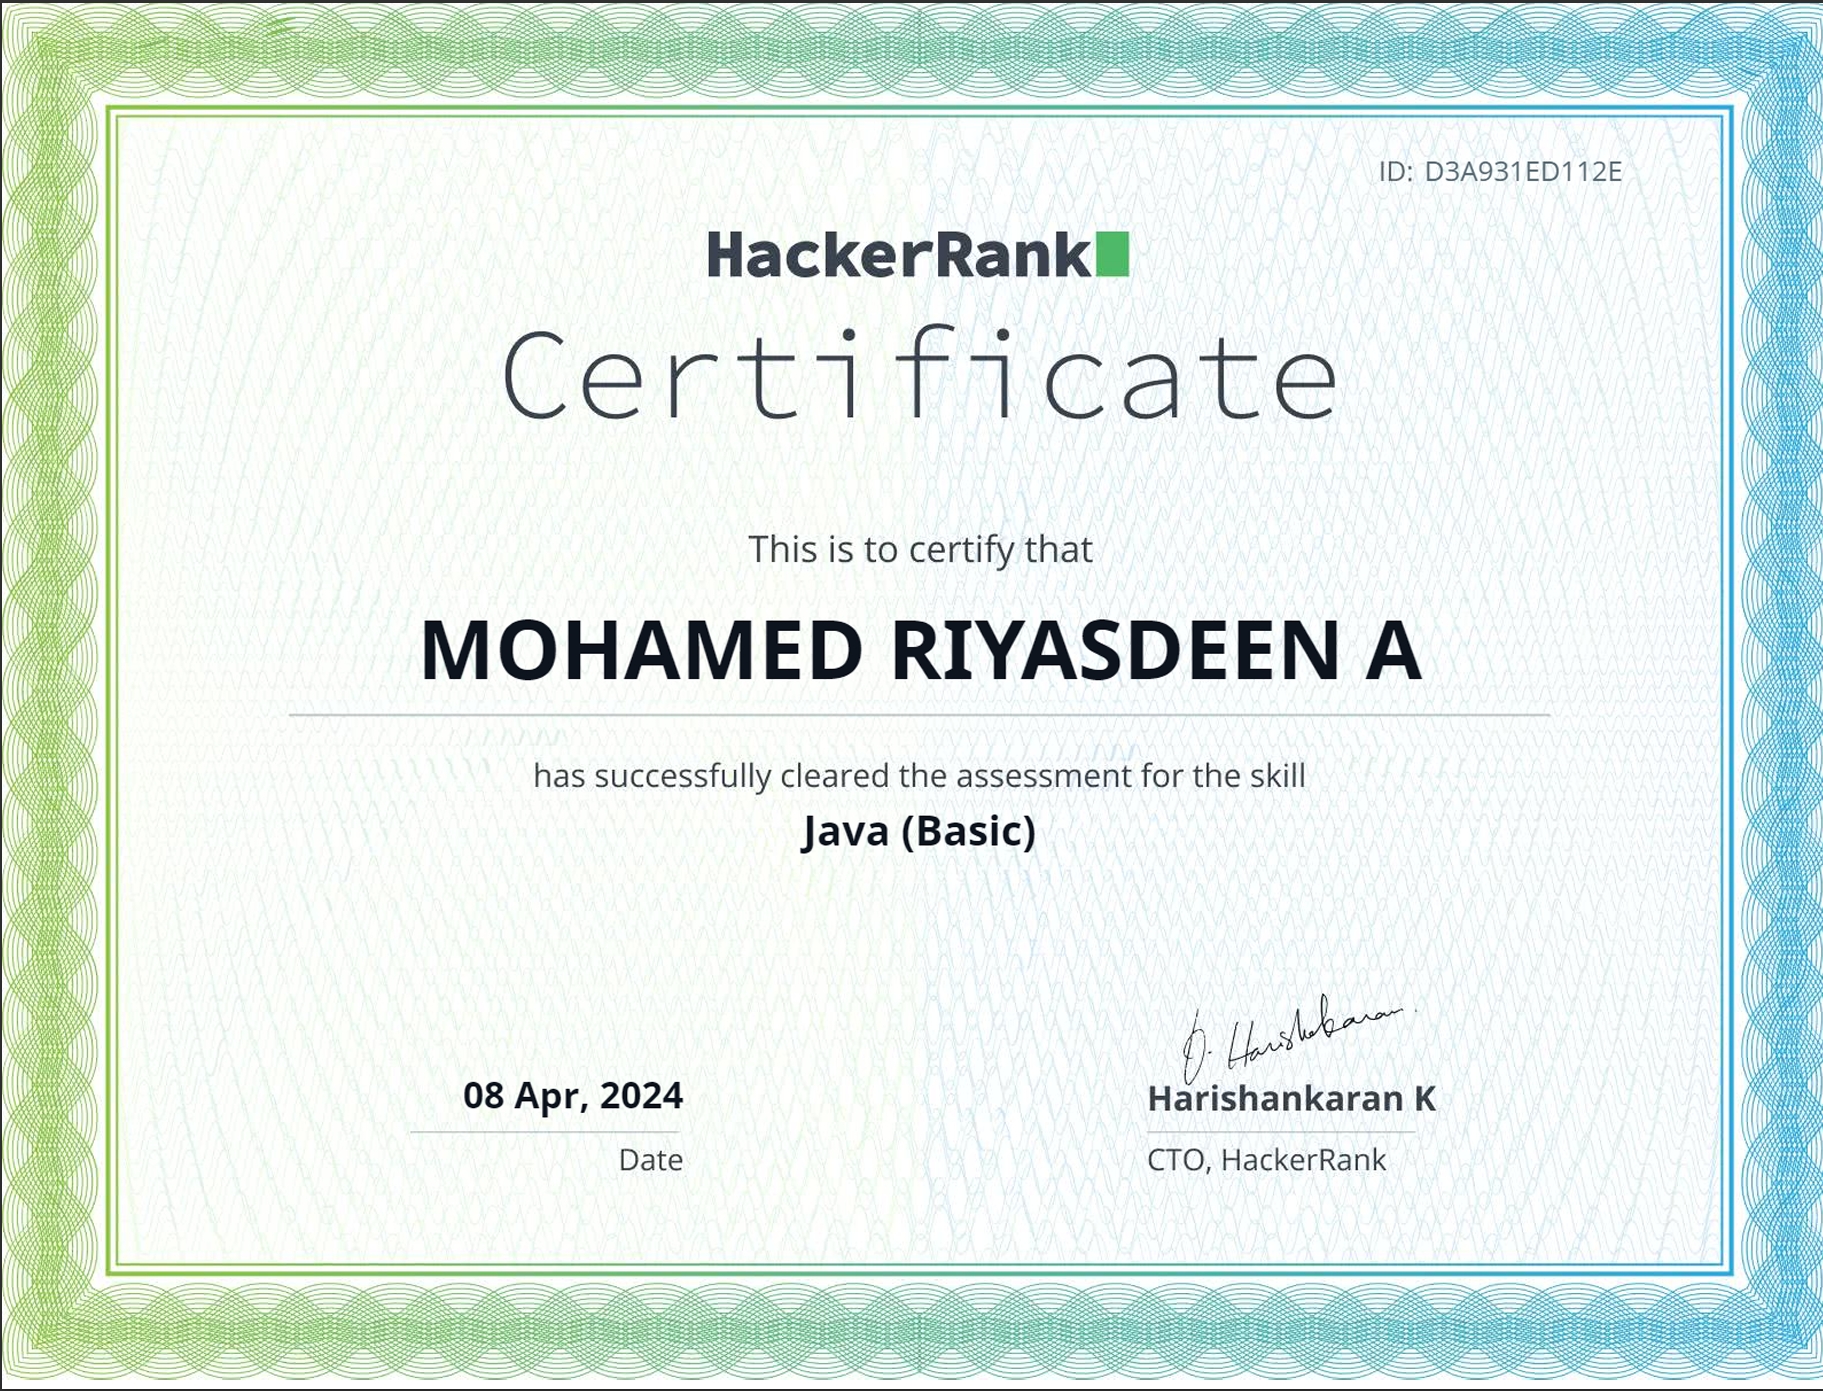 ID: D3A931ED112E
HackerRank
Certificate
This is to certify that
MOHAMED RIYASDEEN A
has successfully cleared the assessment for the skill
Java (Basic)
08 Apr, 2024
Date
Harishankaran K
CTO, HackerRank